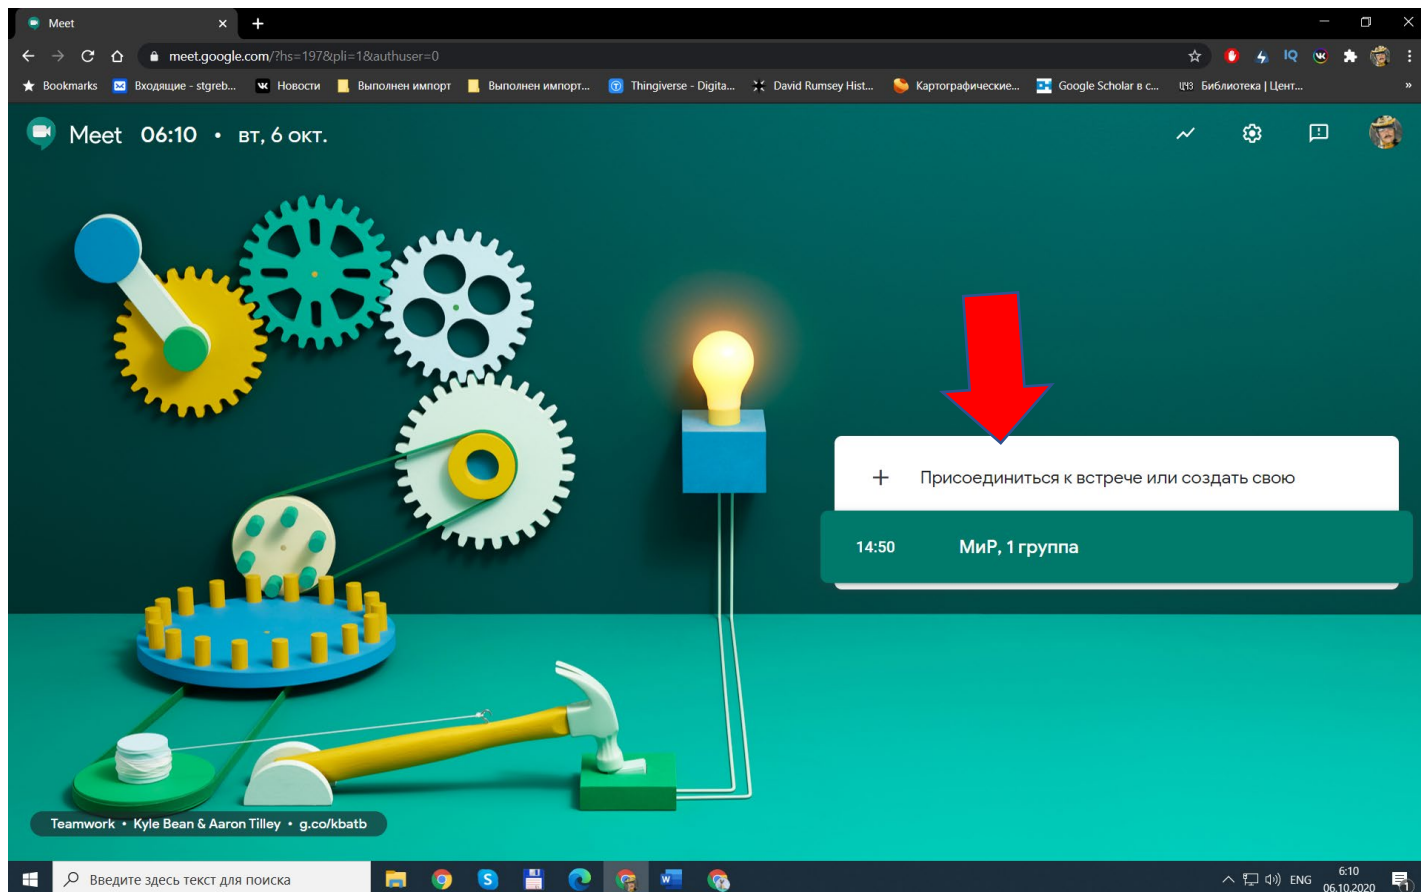 Meet
meet.google.com/?hs=197&pli=1&authuser=0
IQ
Bookmarks
Входящие - stgreb...
Новости
Выполнен импорт
Выполнен импорт...
Thingiverse - Digita...
David Rumsey Hist...
Картографические...
Google Scholar в с...
ЦНЗ Библиотека | Цент...
»
Meet 06:10 • вт, 6 окт.
+ Присоединиться к встрече или создать свою
14:50 МиР, 1 группа
Teamwork • Kyle Bean & Aaron Tilley • g.co/kbatb
Введите здесь текст для поиска
ENG
6:10
06.10.2020